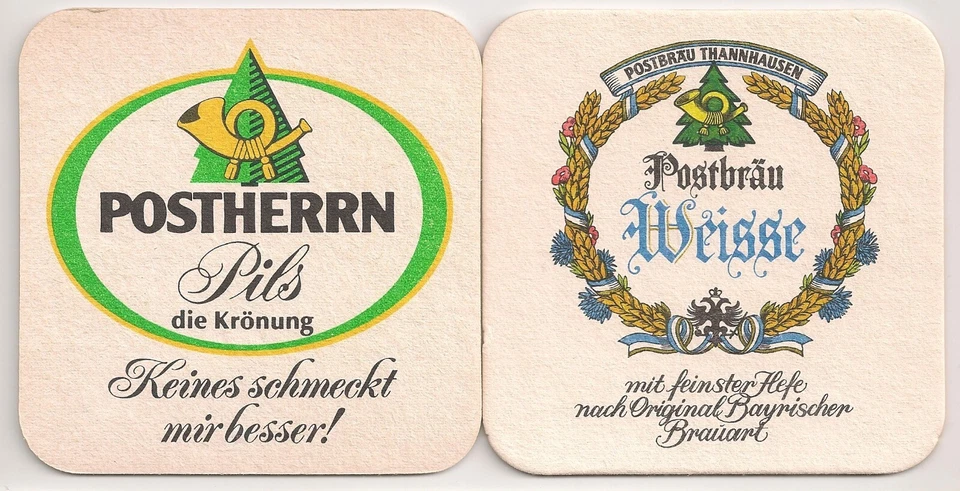 POSTHERRN
Pils
die Krönung
Keines schmeckt
mir besser!
POSTBRÄU THANNHAUSEN
Postbräu
Weisse
mit feinster Hefe
nach Original Bayrischer
Brauart